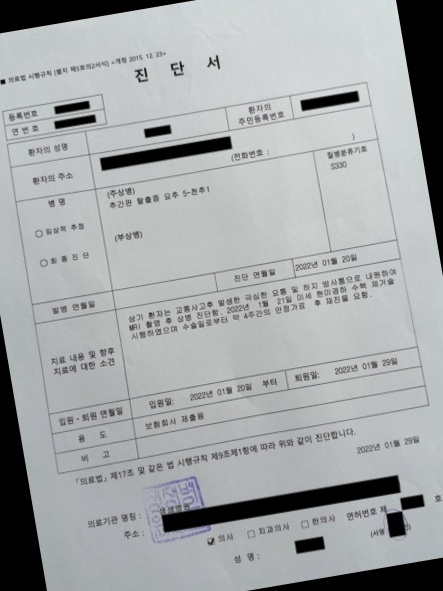 ■ 의료법 시행규칙 [별지 제5호의2서식] <개정 2015. 12. 23>
진 단 서
등록번호
연 번 호
환자의 성명
환자의 주민등록번호
환자의 주소
(전화번호 : )
병 명
○ 임상적 추정
○ 최 종 진 단
(주상병)
추간판 탈출증 요추 5-천추1
(부상병)
질병분류기호
S330
발병 연월일
진단 연월일
2022년 01월 20일
치료 내용 및 향후 치료에 대한 소견
상기 환자는 교통사고후 발생한 극심한 요통 및 하지 방사통으로 내원하여
MRI 촬영 후 상병 진단함. 2022년 1월 21일 미세 현미경하 수핵 제거술
시행하였으며 수술일로부터 약 4주간의 안정가료 후 재진을 요함.
입원 · 퇴원 연월일
입원일: 2022년 01월 20일 부터
퇴원일: 2022년 01월 29일
용 도
보험회사 제출용
비 고
「의료법」 제17조 및 같은 법 시행규칙 제9조제1항에 따라 위와 같이 진단합니다.
2022년 01월 29일
의료기관 명칭 :
주소 :
☑ 의사 □ 치과의사 □ 한의사 면허번호 제 호
성 명 :